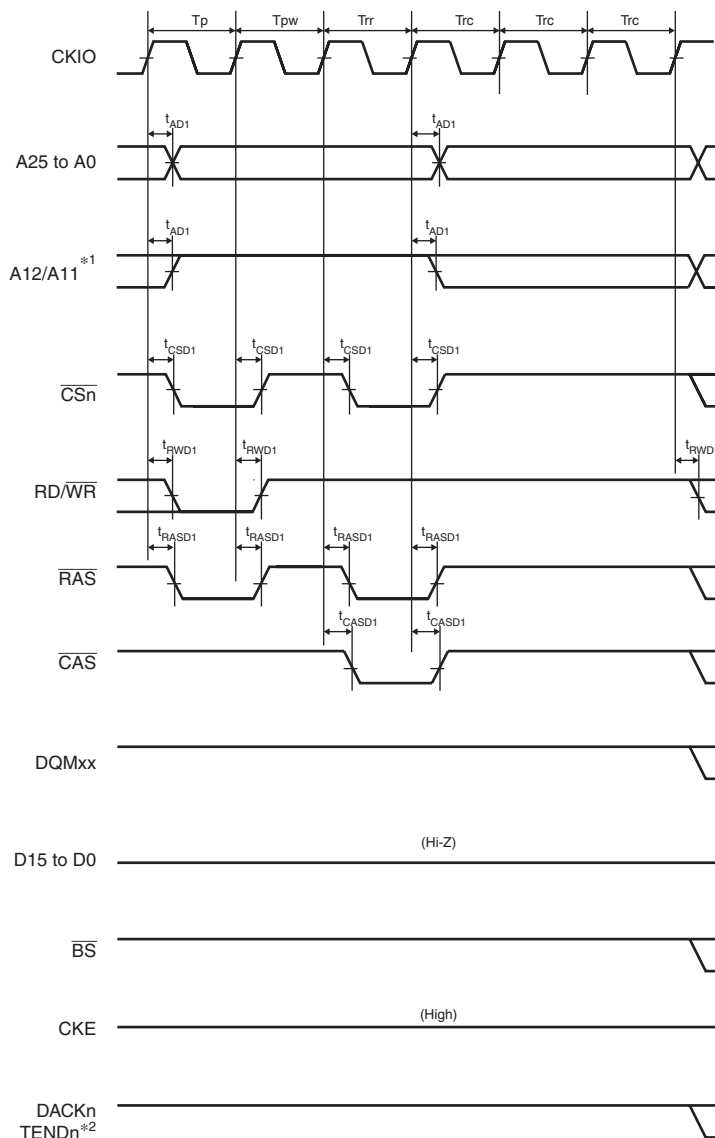 Tp Tpw Trr Trc Trc Trc
CKIO
tAD1 tAD1
A25 to A0
tAD1 tAD1
A12/A11*1
tCSD1 tCSD1 tCSD1 tCSD1
CSn
tRWD1 tRWD1 tRWD
RD/WR
tRASD1 tRASD1 tRASD1 tRASD1
RAS
tCASD1 tCASD1
CAS
DQMxx
(Hi-Z)
D15 to D0
BS
(High)
CKE
DACKn
TENDn*2